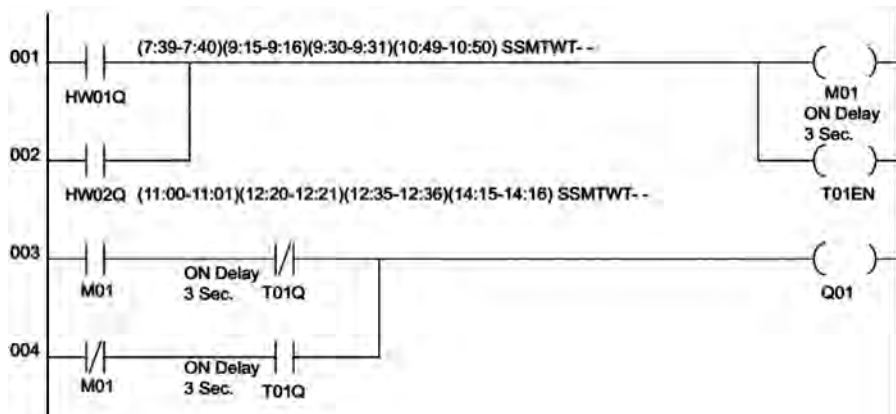 001
(7:39-7:40)(9:15-9:16)(9:30-9:31)(10:49-10:50) SSMTWT- -
HW01Q
M01
ON Delay
3 Sec.
002
HW02Q (11:00-11:01)(12:20-12:21)(12:35-12:36)(14:15-14:16) SSMTWT- -
T01EN
003
M01
ON Delay
3 Sec. T01Q
Q01
004
M01
ON Delay
3 Sec. T01Q